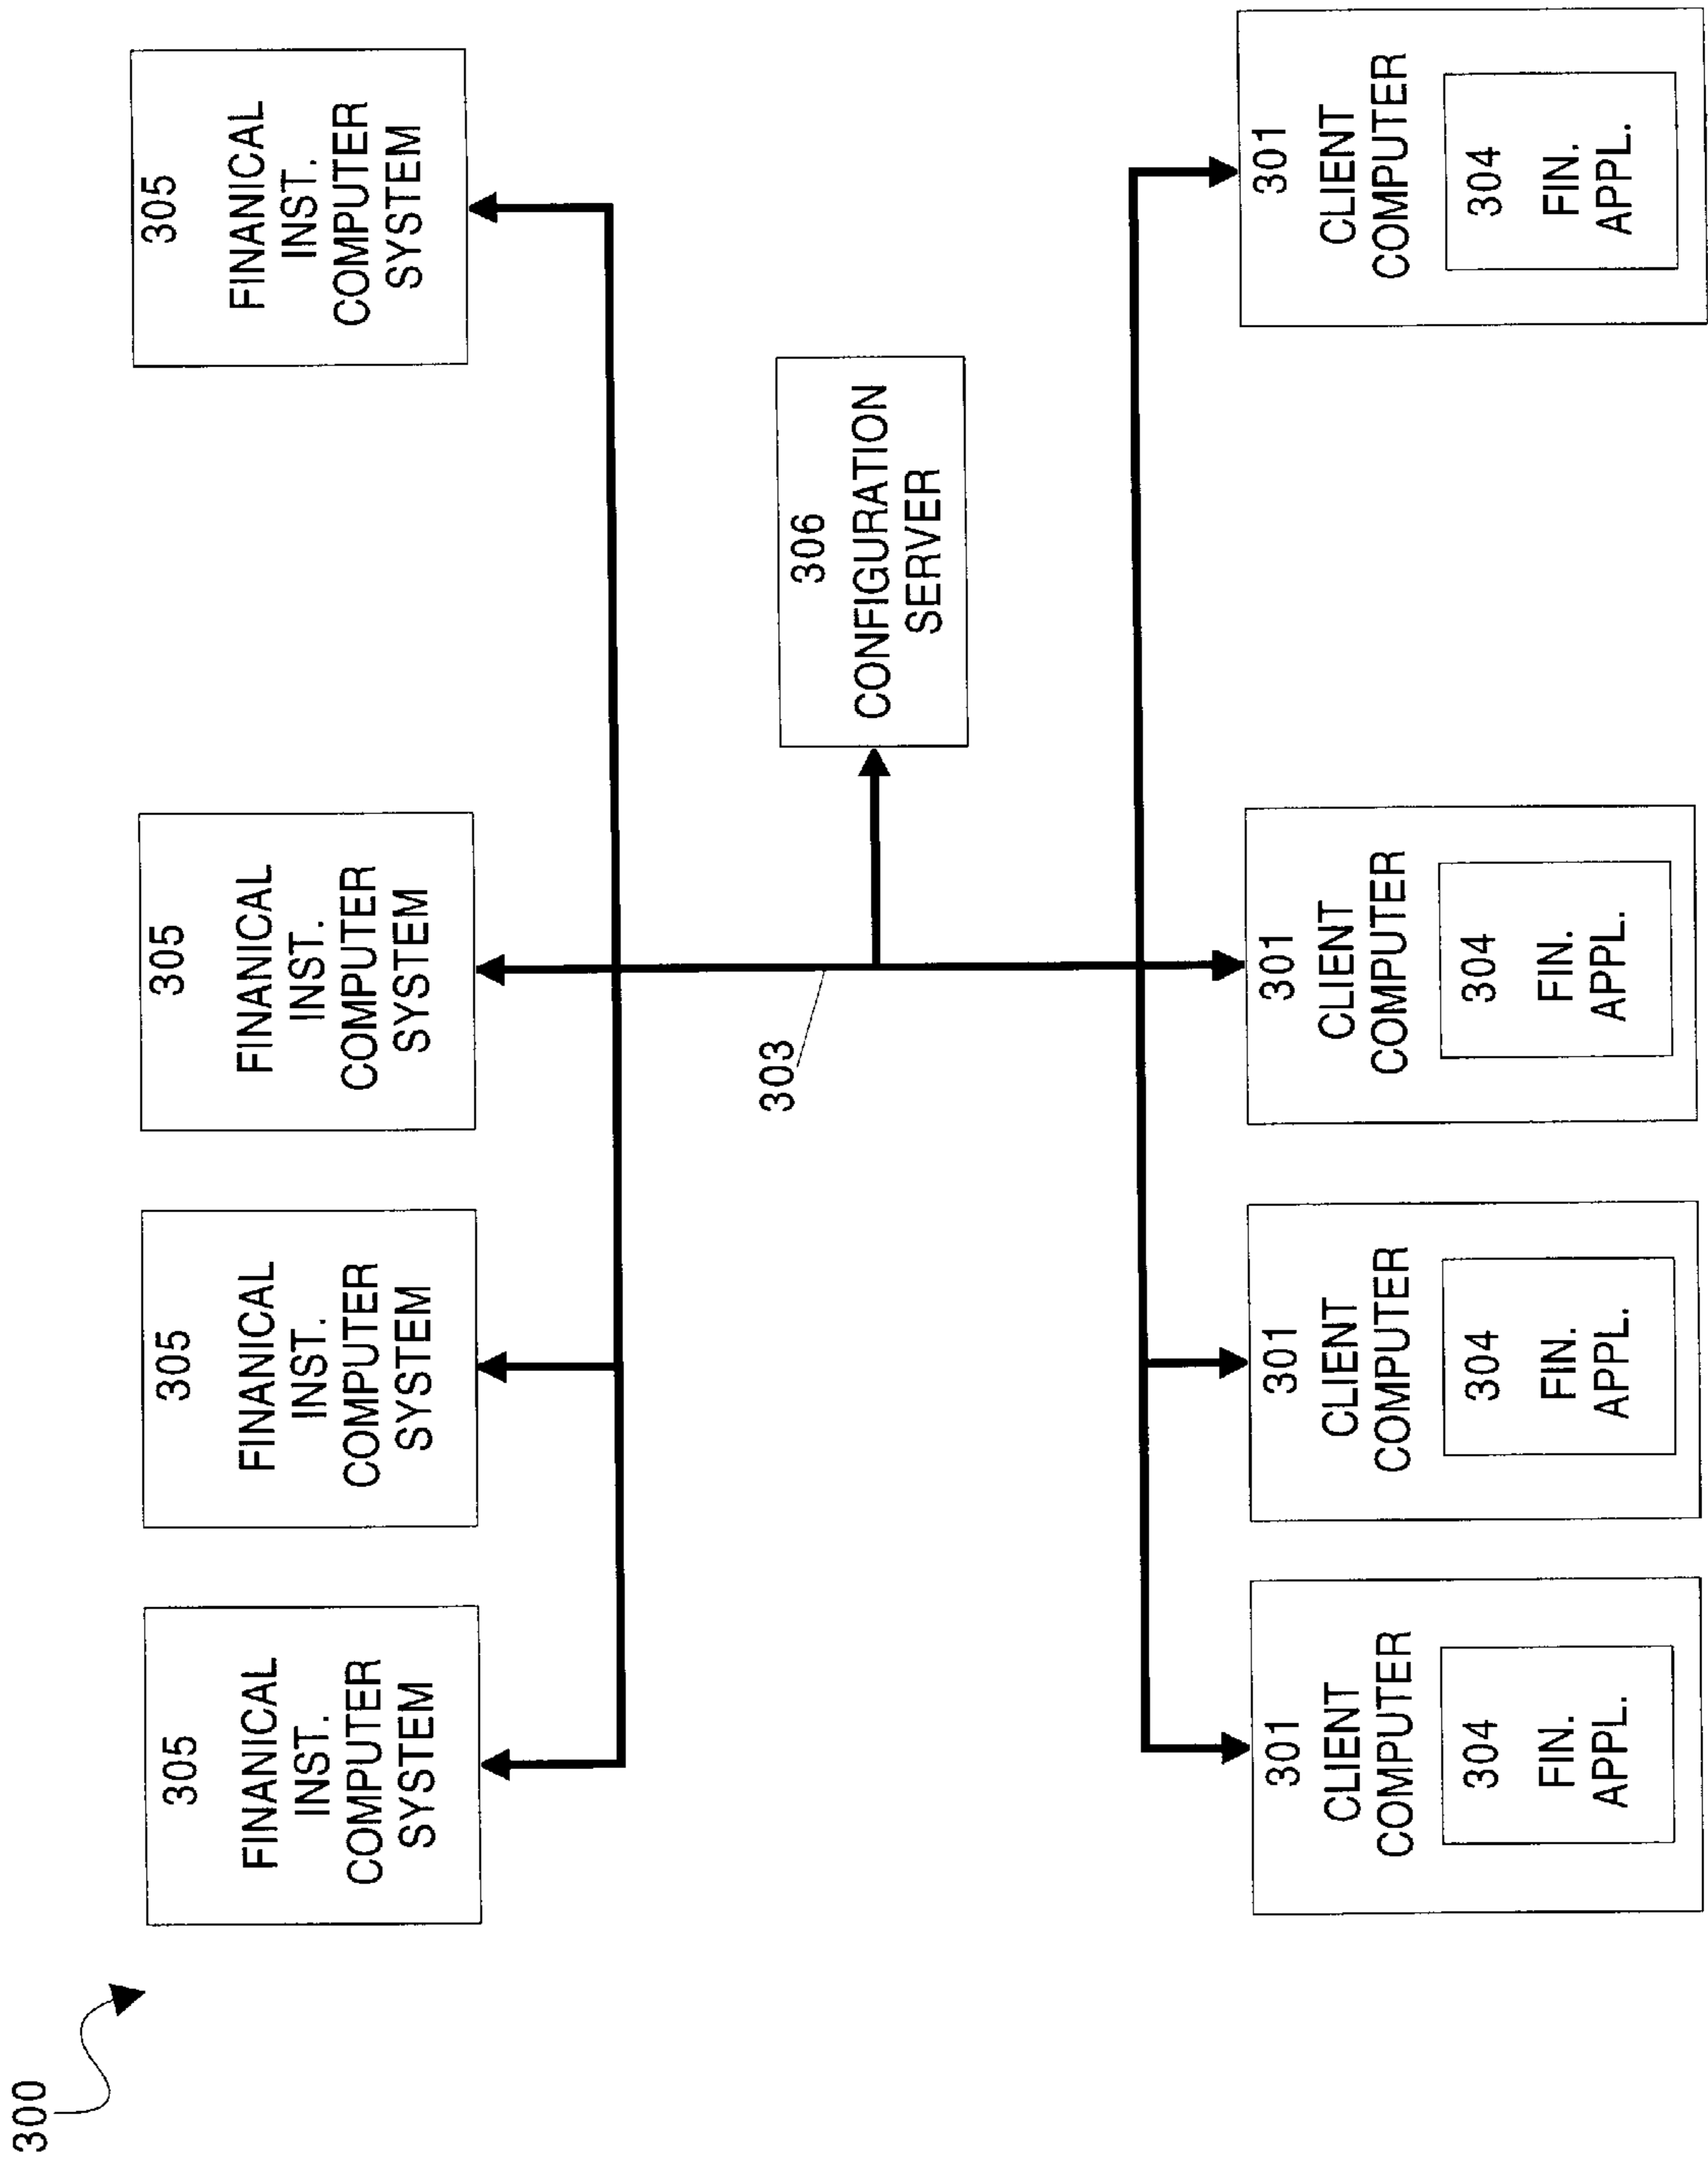 300
305
FINANICAL
INST.
COMPUTER
SYSTEM
305
FINANICAL
INST.
COMPUTER
SYSTEM
305
FINANICAL
INST.
COMPUTER
SYSTEM
305
FINANICAL
INST.
COMPUTER
SYSTEM
303
306
CONFIGURATION
SERVER
301
CLIENT
COMPUTER
304
FIN.
APPL.
301
CLIENT
COMPUTER
304
FIN.
APPL.
301
CLIENT
COMPUTER
304
FIN.
APPL.
301
CLIENT
COMPUTER
304
FIN.
APPL.